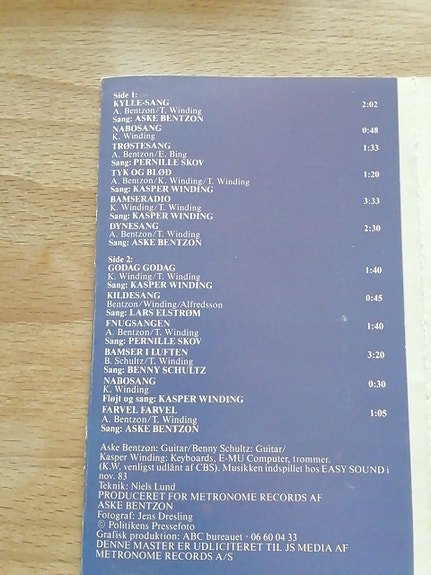 Side 1:
KYLLE-SANG 2:02
A. Bentzon/T. Winding
Sang: ASKE BENTZON
NABOSANG 0:48
K. Winding
TRØSTESANG 1:33
A. Bentzon/E. Bing
Sang: PERNILLE SKOV
TYK OG BLØD 1:20
A. Bentzon/K. Winding/T. Winding
Sang: KASPER WINDING
BAMSERADIO 3:33
K. Winding/T. Winding
Sang: KASPER WINDING
DYNESANG 2:30
A. Bentzon/T. Winding
Sang: ASKE BENTZON
Side 2:
GODAG GODAG 1:40
K. Winding/T. Winding
Sang: KASPER WINDING
KILDESANG 0:45
Bentzon/Winding/Alfredsson
Sang: LARS ELSTRØM
FNUGSANGEN 1:40
A. Bentzon/T. Winding
Sang: PERNILLE SKOV
BAMSER I LUFTEN 3:20
B. Schultz/T. Winding
Sang: BENNY SCHULTZ
NABOSANG 0:30
K. Winding
Fløjt og sang: KASPER WINDING
FARVEL FARVEL 1:05
A. Bentzon/T. Winding
Sang: ASKE BENTZON
Aske Bentzon: Guitar/Benny Schultz: Guitar/
Kasper Winding: Keyboards, E-MU Computer, trommer.
(K.W. venligst udlånt af CBS). Musikken indspillet hos EASY SOUND i
nov. 83
Teknik: Niels Lund
PRODUCERET FOR METRONOME RECORDS AF
ASKE BENTZON
Fotograf: Jens Dresling
© Politikens Pressefoto
Grafisk produktion: ABC bureauet · 06 60 04 33
DENNE MASTER ER UDLICITERET TIL JS MEDIA AF
METRONOME RECORDS A/S